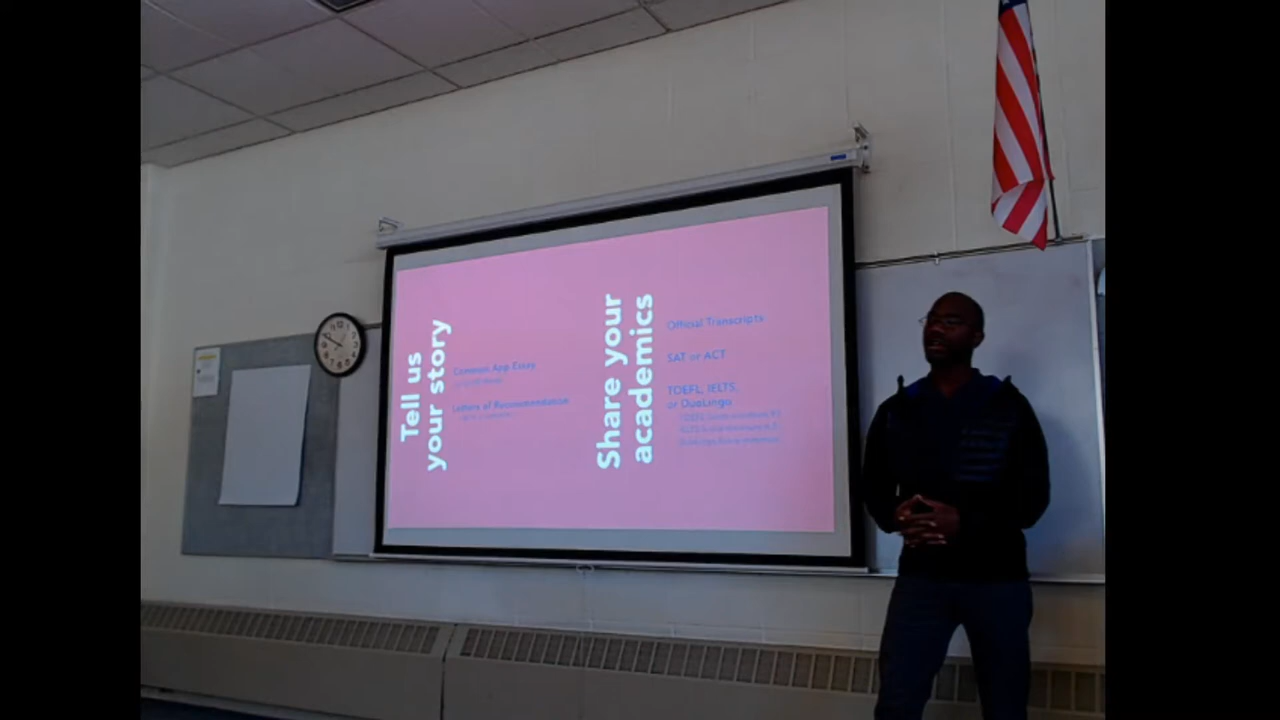 Tell us
your story
Common App Essay
Letters of Recommendation
Share your
academics
Official Transcripts
SAT or ACT
TOEFL, IELTS,
or DuoLingo